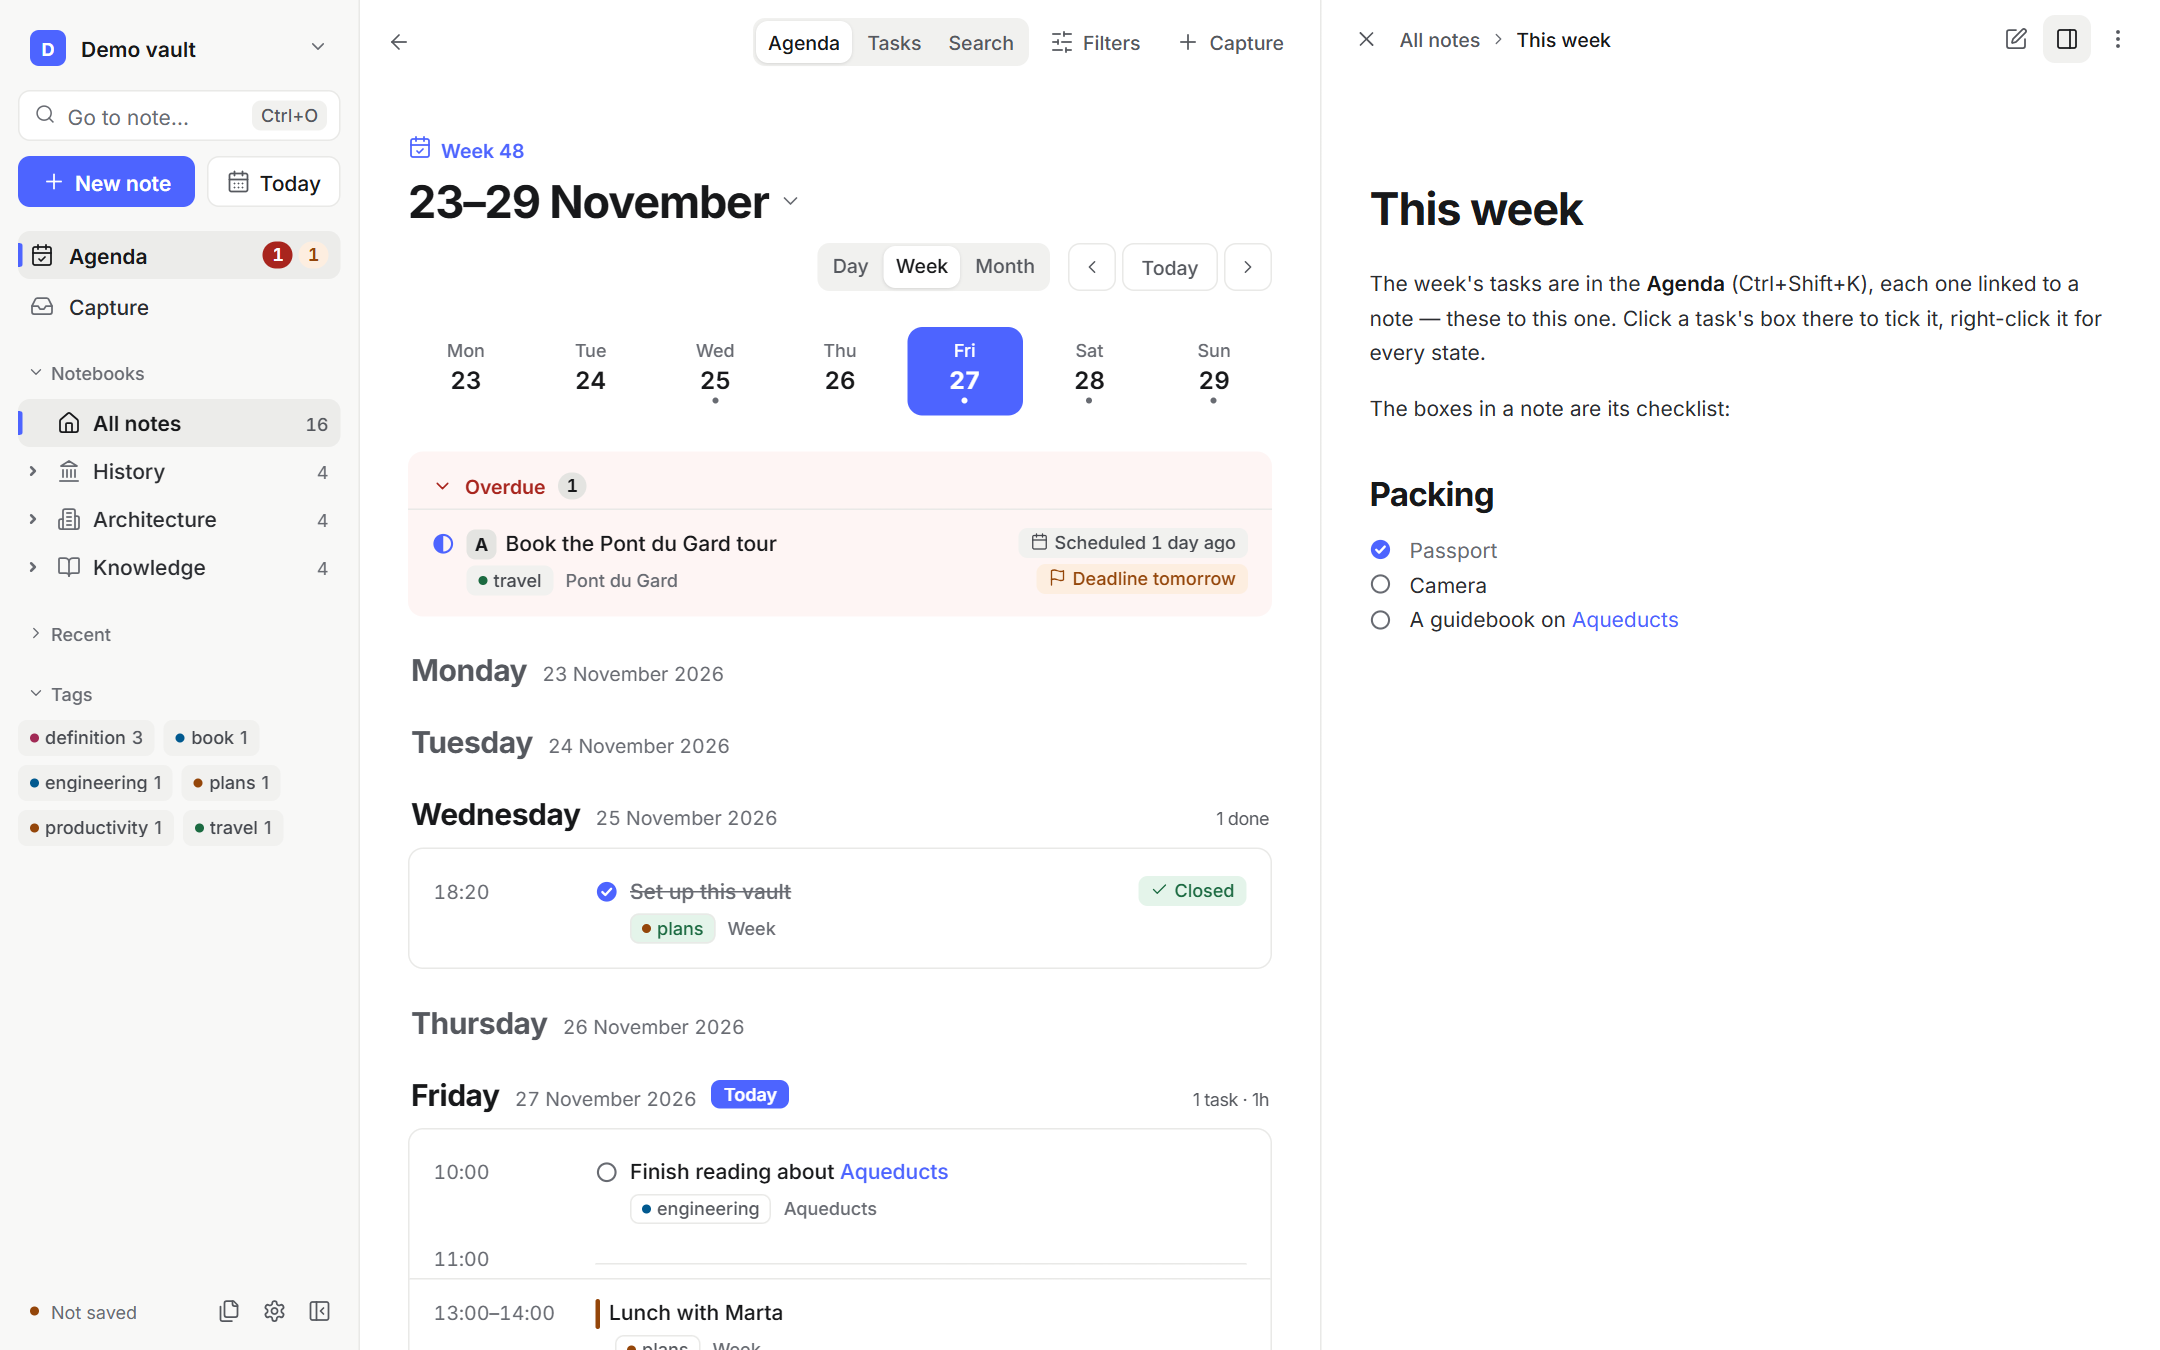 D Demo vault
Go to note... Ctrl+O
New note Today
Agenda 1 1
Capture
Notebooks
All notes 16
History 4
Architecture 4
Knowledge 4
Recent
Tags
definition 3 book 1
engineering 1 plans 1
productivity 1 travel 1
Not saved
Agenda Tasks Search Filters Capture
Week 48
23–29 November
Day Week Month Today
Mon Tue Wed Thu Fri Sat Sun
23 24 25 26 27 28 29
Overdue 1
A Book the Pont du Gard tour Scheduled 1 day ago
travel Pont du Gard Deadline tomorrow
Monday 23 November 2026
Tuesday 24 November 2026
Wednesday 25 November 2026 1 done
18:20 Set up this vault Closed
plans Week
Thursday 26 November 2026
Friday 27 November 2026 Today 1 task · 1h
10:00 Finish reading about Aqueducts
engineering Aqueducts
11:00
13:00–14:00 Lunch with Marta
plans Week
All notes This week
This week
The week's tasks are in the Agenda (Ctrl+Shift+K), each one linked to a
note — these to this one. Click a task's box there to tick it, right-click it for
every state.
The boxes in a note are its checklist:
Packing
Passport
Camera
A guidebook on Aqueducts